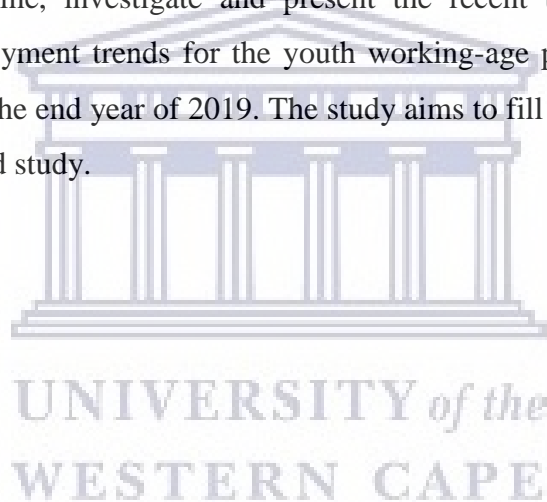 investigate and present the recent
yment trends for the youth working-age p
he end year of 2019. The study aims to fill
d study.
UNIVERSITY of the
WESTERN CAPE